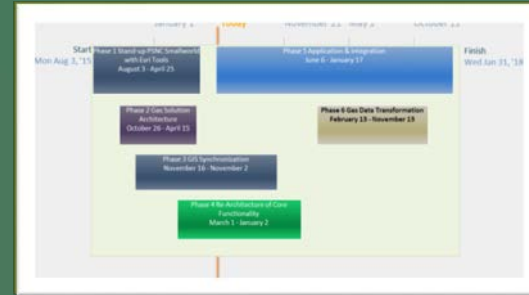 January 1 Today November 21 May 2 October 11
Start
Mon Aug 3, '15
Phase 1 Stand-up PSNC Smallworld
with Esri Tools
August 3 - April 25
Phase 5 Application & Integration
June 6 - January 17
Finish
Wed Jan 31, '18
Phase 2 Gas Solution
Architecture
October 26 - April 15
Phase 6 Gas Data Transformation
February 13 - November 13
Phase 3 GIS Synchronization
November 16 - November 2
Phase 4 Re-Architecture of Core
Functionality
March 1 - January 2